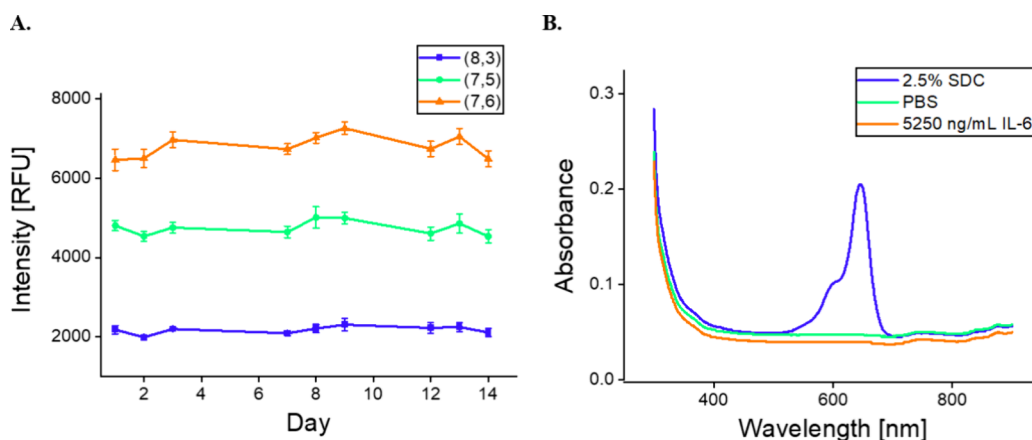 A.
(8,3)
(7,5)
(7,6)
8000
6000
4000
2000
Intensity [RFU]
2 4 6 8 10 12 14
Day
B.
2.5% SDC
PBS
5250 ng/mL IL-6
0.3
0.2
0.1
0.0
Absorbance
400 600 800
Wavelength [nm]